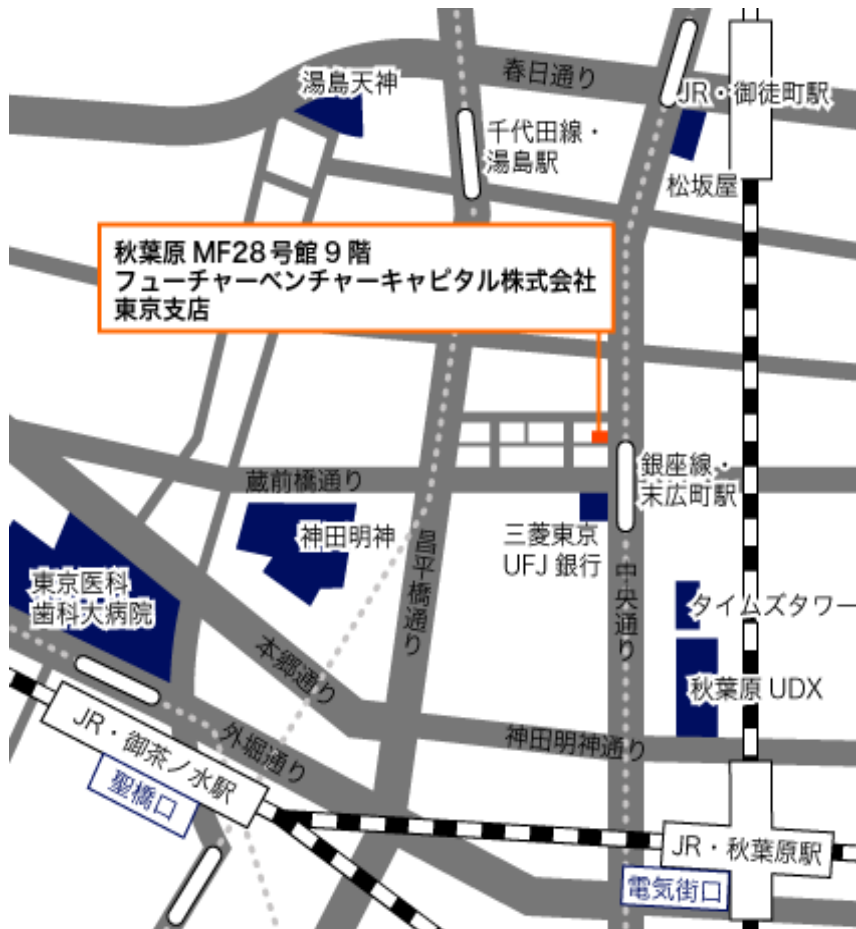 春日通り
湯島天神
JR・御徒町駅
千代田線・
湯島駅
松坂屋
秋葉原 MF28号館 9 階
フューチャーベンチャーキャピタル株式会社
東京支店
蔵前橋通り
銀座線・
末広町駅
神田明神
三菱東京
UFJ 銀行
昌平橋通り
中央通り
東京医科
歯科大病院
タイムズタワー
本郷通り
秋葉原 UDX
JR・御茶ノ水駅
外堀通り
神田明神通り
聖橋口
JR・秋葉原駅
電気街口